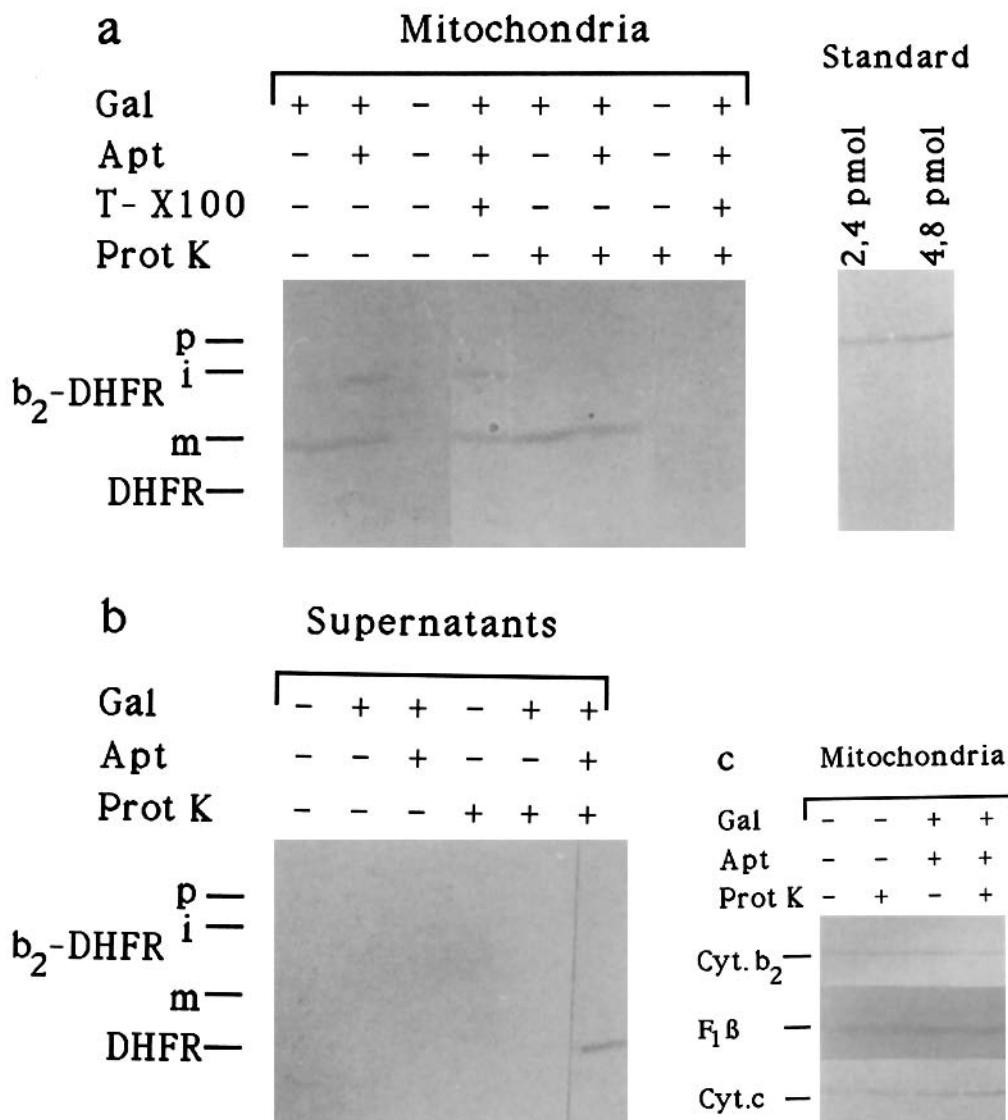 a
Mitochondria
Standard
Gal + + − + + + − +
Apt − + − + − + − +
T- X100 − − − + − − − +
Prot K − − − − + + + +
2,4 pmol
4,8 pmol
p
i
b2-DHFR
m
DHFR
b
Supernatants
Gal − + + − + +
Apt − − + − − +
Prot K − − − + + +
p
i
b2-DHFR
m
DHFR
c
Mitochondria
Gal − − + +
Apt − − + +
Prot K − + − +
Cyt. b2
F1β
Cyt.c